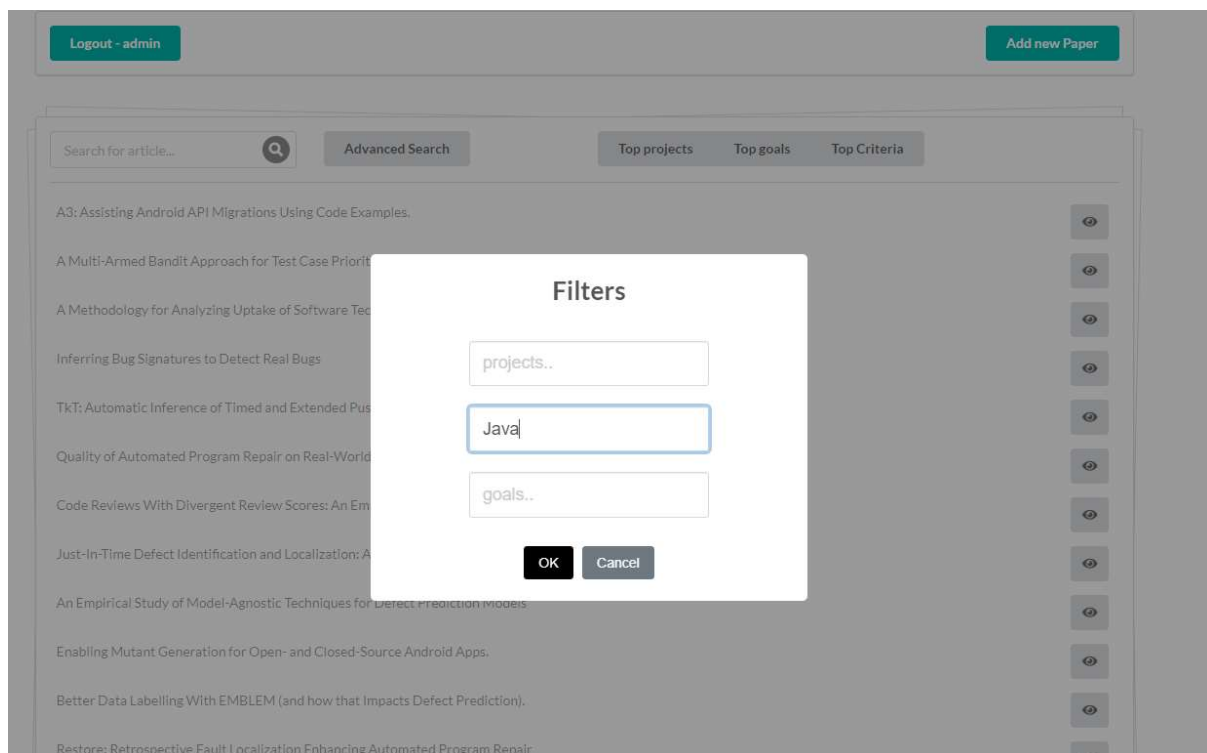 Logout - admin
Add new Paper
Search for article...
Advanced Search
Top projects
Top goals
Top Criteria
A3: Assisting Android API Migrations Using Code Examples.
A Multi-Armed Bandit Approach for Test Case Priorit
A Methodology for Analyzing Uptake of Software Tec
Inferring Bug Signatures to Detect Real Bugs
TkT: Automatic Inference of Timed and Extended Pus
Quality of Automated Program Repair on Real-World
Code Reviews With Divergent Review Scores: An Em
Just-In-Time Defect Identification and Localization: A
An Empirical Study of Model-Agnostic Techniques for Defect Prediction Models
Enabling Mutant Generation for Open- and Closed-Source Android Apps.
Better Data Labelling With EMBLEM (and how that Impacts Defect Prediction).
Restore: Retrospective Fault Localization Enhancing Automated Program Repair
Filters
projects..
Java
goals..
OK
Cancel